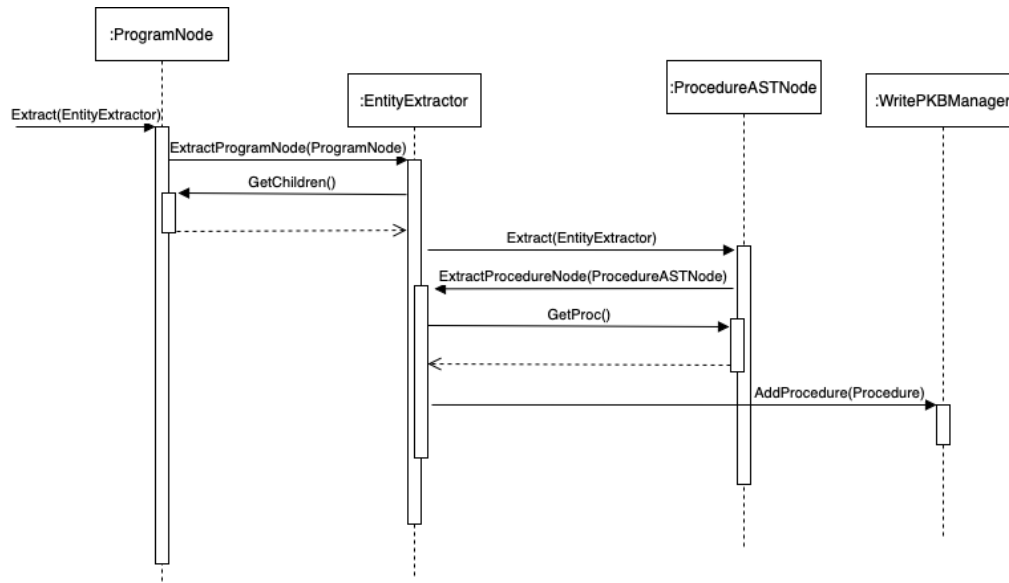 :ProgramNode
:EntityExtractor
:ProcedureASTNode
:WritePKBManager
Extract(EntityExtractor)
ExtractProgramNode(ProgramNode)
GetChildren()
Extract(EntityExtractor)
ExtractProcedureNode(ProcedureASTNode)
GetProc()
AddProcedure(Procedure)